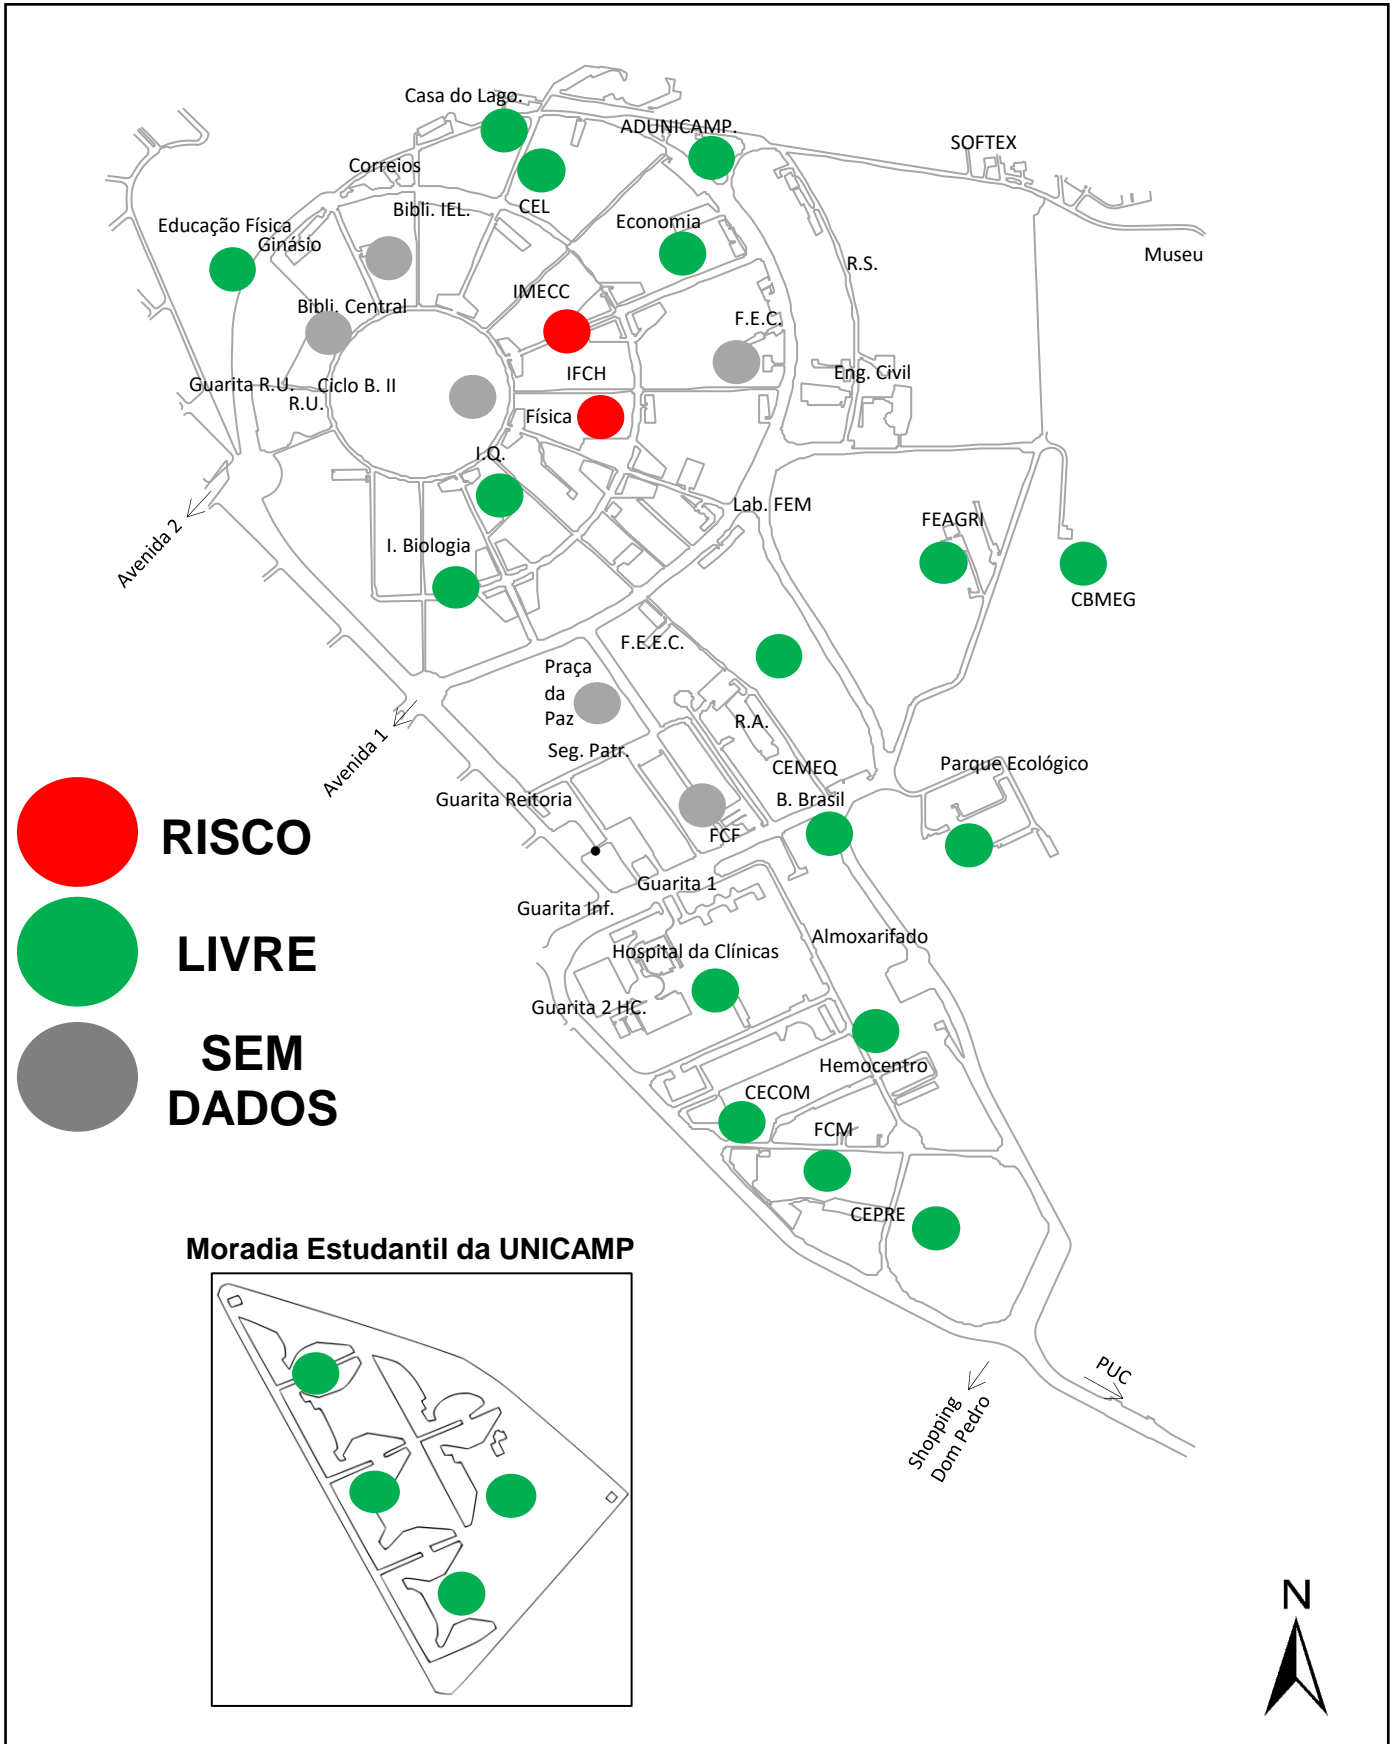 Casa do Lago.
ADUNICAMP.
SOFTEX
Correios
Bibli. IEL.
CEL
Educação Física
Ginásio
Economia
Museu
R.S.
IMECC
Bibli. Central
F.E.C.
IFCH
Eng. Civil
Guarita R.U.
Ciclo B. II
R.U.
Física
I.Q.
Lab. FEM
FEAGRI
Avenida 2
I. Biologia
CBMEG
F.E.E.C.
Praça
da
Paz
R.A.
Avenida 1
Seg. Patr.
CEMEQ
Parque Ecológico
Guarita Reitoria
B. Brasil
FCF
RISCO
Guarita 1
Guarita Inf.
LIVRE
Almoxarifado
Hospital da Clínicas
Guarita 2 HC.
SEM
DADOS
Hemocentro
CECOM
FCM
CEPRE
Moradia Estudantil da UNICAMP
PUC
Shopping
Dom Pedro
N